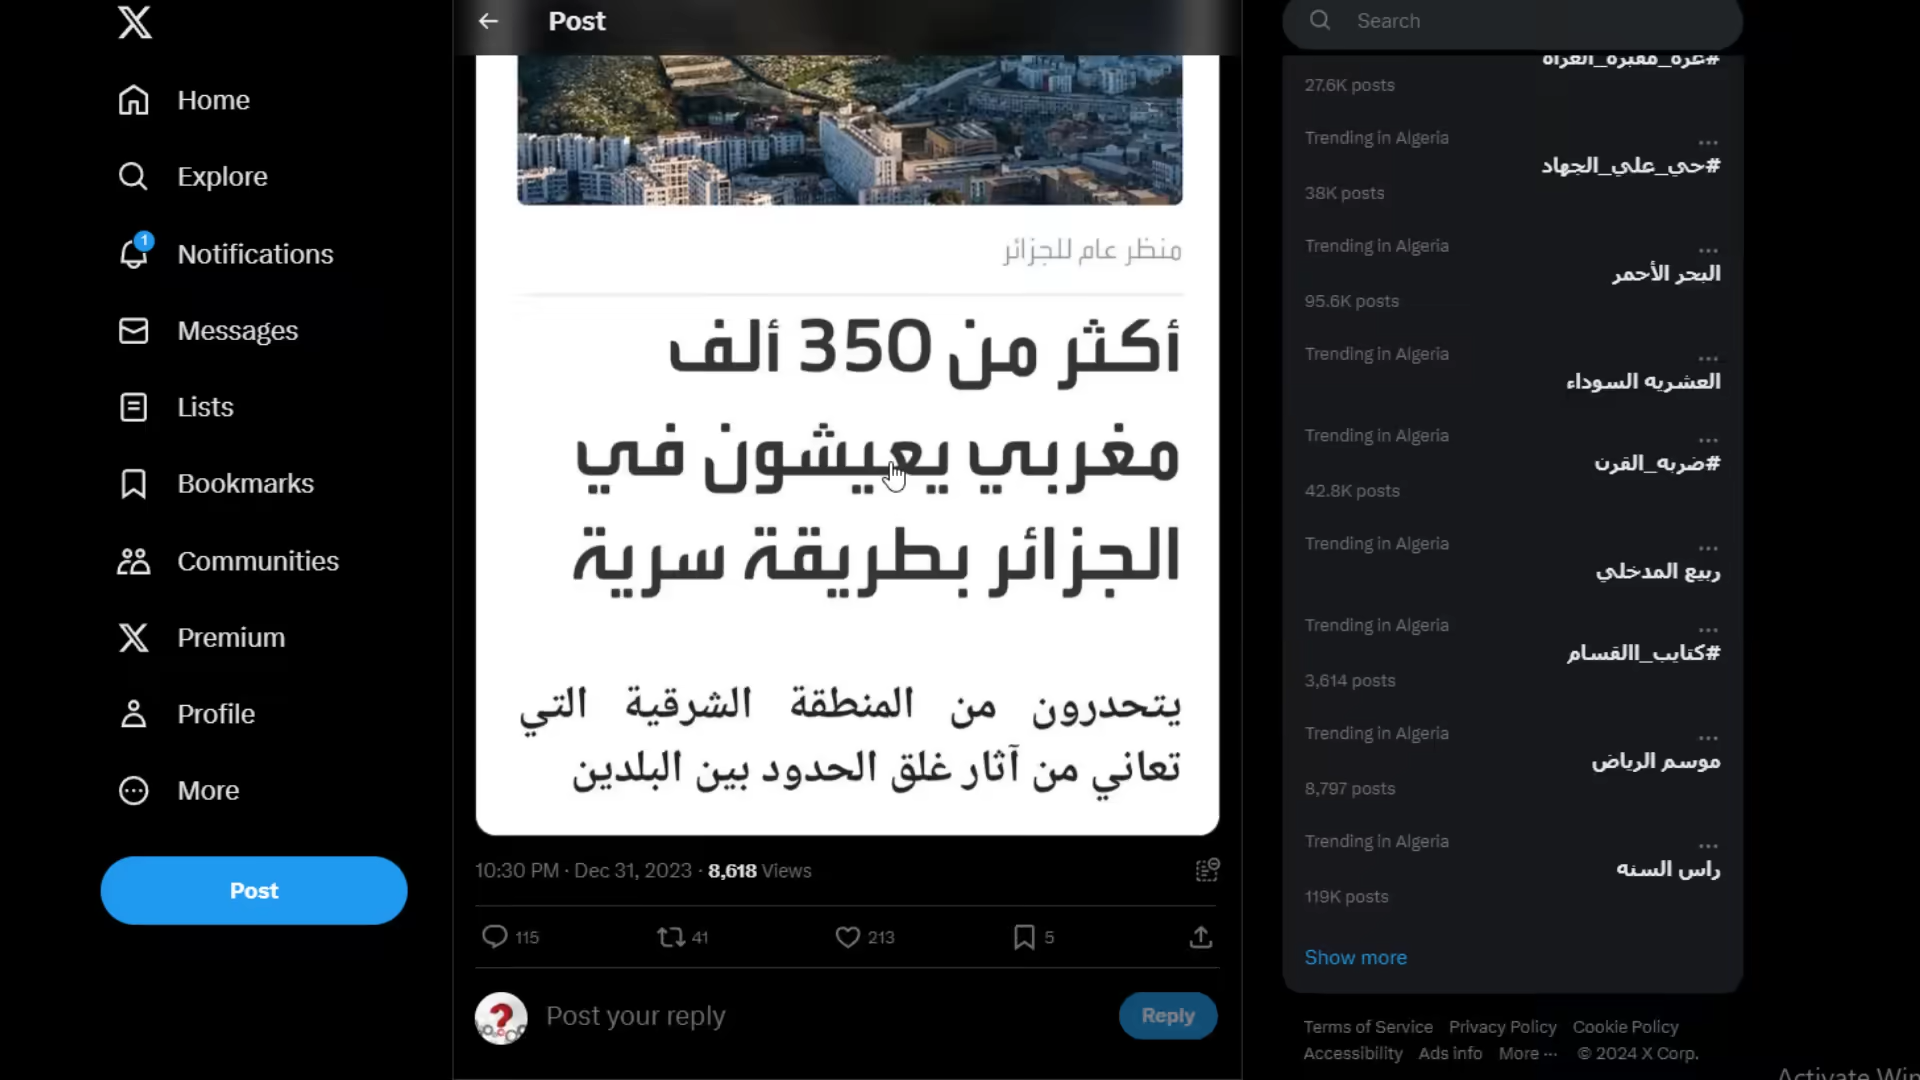 Home
Explore
1
Notifications
Messages
Lists
Bookmarks
Communities
Premium
Profile
More
Post
Post
منظر عام للجزائر
أكثر من 350 ألف
مغربي يعيشون في
الجزائر بطريقة سرية
يتحدرون من المنطقة الشرقية التي
تعاني من آثار غلق الحدود بين البلدين
10:30 PM · Dec 31, 2023 · 8,618 Views
115
41
213
5
Post your reply
Reply
Search
27.6K posts
Trending in Algeria
#حي_علي_الجهاد
38K posts
Trending in Algeria
البحر الأحمر
95.6K posts
Trending in Algeria
العشريه السوداء
Trending in Algeria
#ضربه_القرن
42.8K posts
Trending in Algeria
ربيع المدخلي
Trending in Algeria
#كتايب_االقسام
3,614 posts
Trending in Algeria
موسم الرياض
8,797 posts
Trending in Algeria
راس السنه
119K posts
Show more
Terms of Service Privacy Policy Cookie Policy
Accessibility Ads info More ··· © 2024 X Corp.
Activate Win